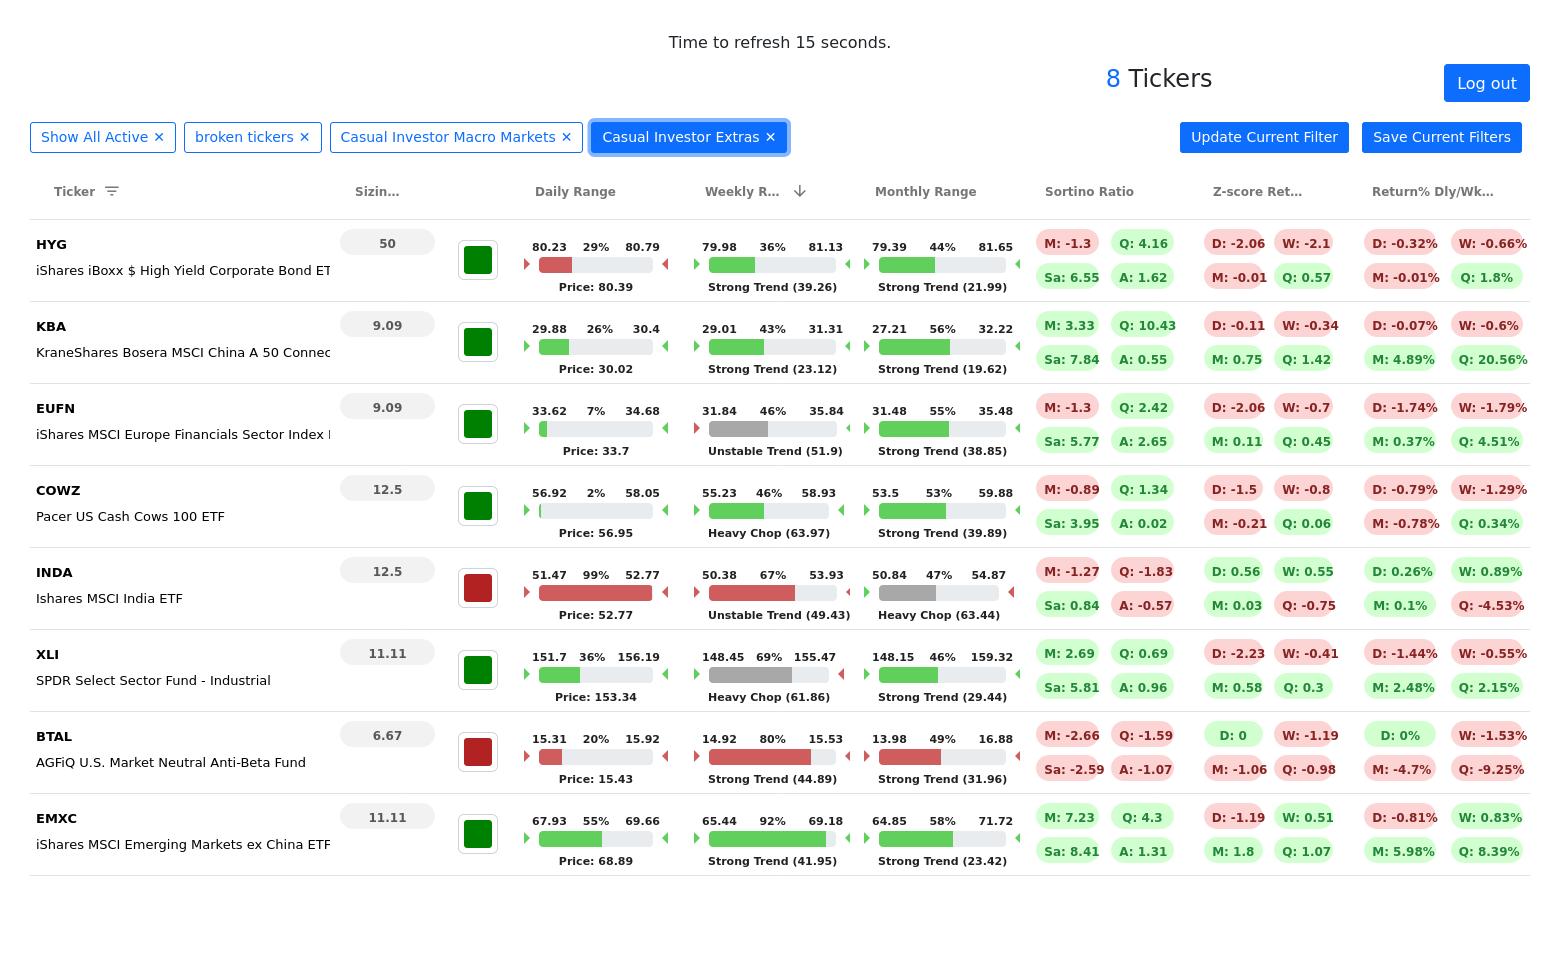 Time to refresh 15 seconds.
8 Tickers
Log out
Show All Active ✕ broken tickers ✕ Casual Investor Macro Markets ✕ Casual Investor Extras ✕ Update Current Filter Save Current Filters
Ticker Sizin... Daily Range Weekly R... Monthly Range Sortino Ratio Z-score Ret... Return% Dly/Wk...
HYG 50 80.23 29% 80.79 79.98 36% 81.13 79.39 44% 81.65 M: -1.3 Q: 4.16 D: -2.06 W: -2.1 D: -0.32% W: -0.66%
iShares iBoxx $ High Yield Corporate Bond ET Price: 80.39 Strong Trend (39.26) Strong Trend (21.99) Sa: 6.55 A: 1.62 M: -0.01 Q: 0.57 M: -0.01% Q: 1.8%
KBA 9.09 29.88 26% 30.4 29.01 43% 31.31 27.21 56% 32.22 M: 3.33 Q: 10.43 D: -0.11 W: -0.34 D: -0.07% W: -0.6%
KraneShares Bosera MSCI China A 50 Connec Price: 30.02 Strong Trend (23.12) Strong Trend (19.62) Sa: 7.84 A: 0.55 M: 0.75 Q: 1.42 M: 4.89% Q: 20.56%
EUFN 9.09 33.62 7% 34.68 31.84 46% 35.84 31.48 55% 35.48 M: -1.3 Q: 2.42 D: -2.06 W: -0.7 D: -1.74% W: -1.79%
iShares MSCI Europe Financials Sector Index Price: 33.7 Unstable Trend (51.9) Strong Trend (38.85) Sa: 5.77 A: 2.65 M: 0.11 Q: 0.45 M: 0.37% Q: 4.51%
COWZ 12.5 56.92 2% 58.05 55.23 46% 58.93 53.5 53% 59.88 M: -0.89 Q: 1.34 D: -1.5 W: -0.8 D: -0.79% W: -1.29%
Pacer US Cash Cows 100 ETF Price: 56.95 Heavy Chop (63.97) Strong Trend (39.89) Sa: 3.95 A: 0.02 M: -0.21 Q: 0.06 M: -0.78% Q: 0.34%
INDA 12.5 51.47 99% 52.77 50.38 67% 53.93 50.84 47% 54.87 M: -1.27 Q: -1.83 D: 0.56 W: 0.55 D: 0.26% W: 0.89%
Ishares MSCI India ETF Price: 52.77 Unstable Trend (49.43) Heavy Chop (63.44) Sa: 0.84 A: -0.57 M: 0.03 Q: -0.75 M: 0.1% Q: -4.53%
XLI 11.11 151.7 36% 156.19 148.45 69% 155.47 148.15 46% 159.32 M: 2.69 Q: 0.69 D: -2.23 W: -0.41 D: -1.44% W: -0.55%
SPDR Select Sector Fund - Industrial Price: 153.34 Heavy Chop (61.86) Strong Trend (29.44) Sa: 5.81 A: 0.96 M: 0.58 Q: 0.3 M: 2.48% Q: 2.15%
BTAL 6.67 15.31 20% 15.92 14.92 80% 15.53 13.98 49% 16.88 M: -2.66 Q: -1.59 D: 0 W: -1.19 D: 0% W: -1.53%
AGFiQ U.S. Market Neutral Anti-Beta Fund Price: 15.43 Strong Trend (44.89) Strong Trend (31.96) Sa: -2.59 A: -1.07 M: -1.06 Q: -0.98 M: -4.7% Q: -9.25%
EMXC 11.11 67.93 55% 69.66 65.44 92% 69.18 64.85 58% 71.72 M: 7.23 Q: 4.3 D: -1.19 W: 0.51 D: -0.81% W: 0.83%
iShares MSCI Emerging Markets ex China ETF Price: 68.89 Strong Trend (41.95) Strong Trend (23.42) Sa: 8.41 A: 1.31 M: 1.8 Q: 1.07 M: 5.98% Q: 8.39%